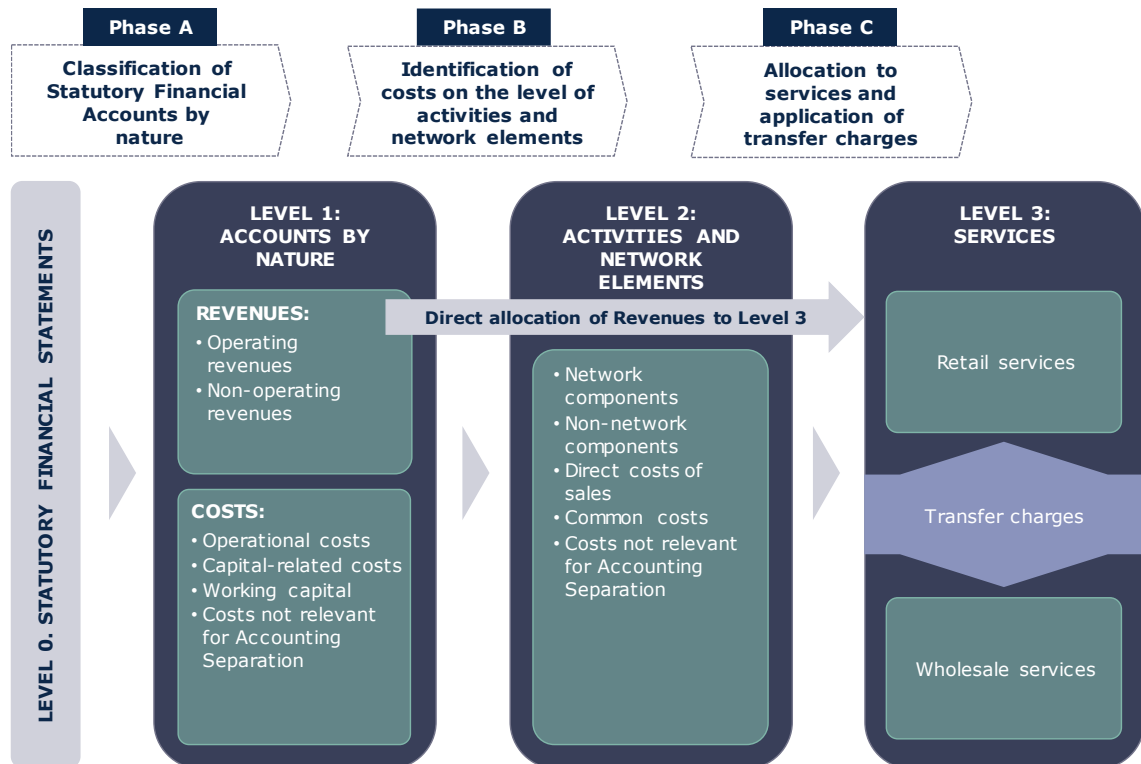 Phase A
Classification of
Statutory Financial
Accounts by
nature
Phase B
Identification of
costs on the level of
activities and
network elements
Phase C
Allocation to
services and
application of
transfer charges
LEVEL 0. STATUTORY FINANCIAL STATEMENTS
LEVEL 1:
ACCOUNTS BY
NATURE
REVENUES:
• Operating
revenues
• Non-operating
revenues
COSTS:
• Operational costs
• Capital-related costs
• Working capital
• Costs not relevant
for Accounting
Separation
LEVEL 2:
ACTIVITIES AND
NETWORK
ELEMENTS
Direct allocation of Revenues to Level 3
• Network
components
• Non-network
components
• Direct costs of
sales
• Common costs
• Costs not relevant
for Accounting
Separation
LEVEL 3:
SERVICES
Retail services
Transfer charges
Wholesale services